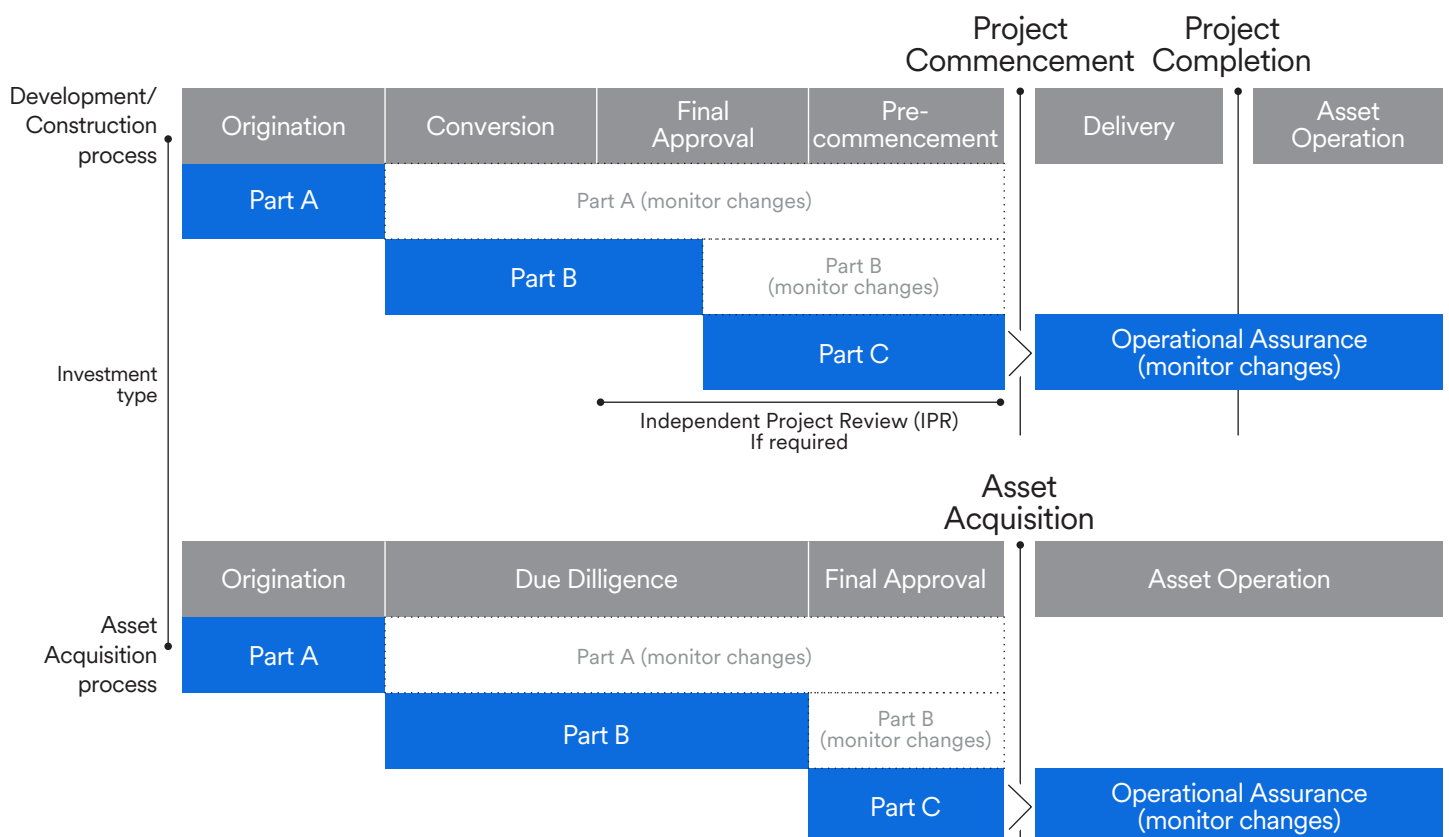 Project
Commencement
Project
Completion
Development/
Construction
process
Origination
Conversion
Final
Approval
Pre-
commencement
Delivery
Asset
Operation
Part A
Part A (monitor changes)
Part B
Part B
(monitor changes)
Part C
Operational Assurance
(monitor changes)
Investment
type
Independent Project Review (IPR)
If required
Asset
Acquisition
Origination
Due Dilligence
Final Approval
Asset Operation
Asset
Acquisition
process
Part A
Part A (monitor changes)
Part B
Part B
(monitor changes)
Part C
Operational Assurance
(monitor changes)